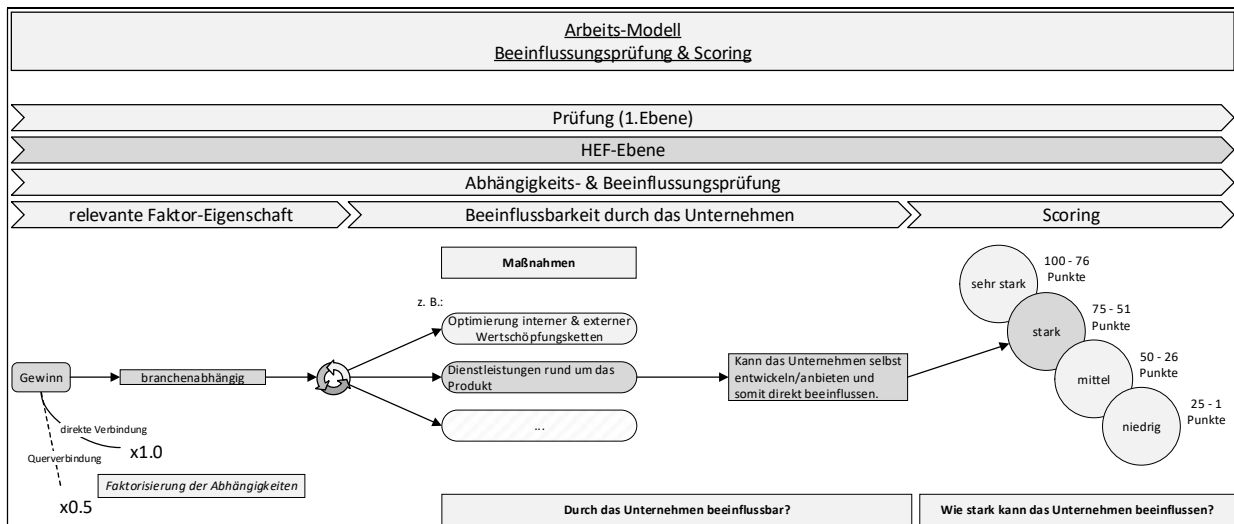 Arbeits-Modell
Beeinflussungsprüfung & Scoring
Prüfung (1.Ebene)
HEF-Ebene
Abhängigkeits- & Beeinflussungsprüfung
relevante Faktor-Eigenschaft
Beeinflussbarkeit durch das Unternehmen
Scoring
Maßnahmen
z. B.:
Optimierung interner & externer
Wertschöpfungsketten
Gewinn
branchenabhängig
Dienstleistungen rund um das
Produkt
...
Kann das Unternehmen selbst
entwickeln/anbieten und
somit direkt beeinflussen.
sehr stark
100 - 76
Punkte
stark
75 - 51
Punkte
mittel
50 - 26
Punkte
niedrig
25 - 1
Punkte
direkte Verbindung
x1.0
Querverbindung
x0.5
Faktorisierung der Abhängigkeiten
Durch das Unternehmen beeinflussbar?
Wie stark kann das Unternehmen beeinflussen?